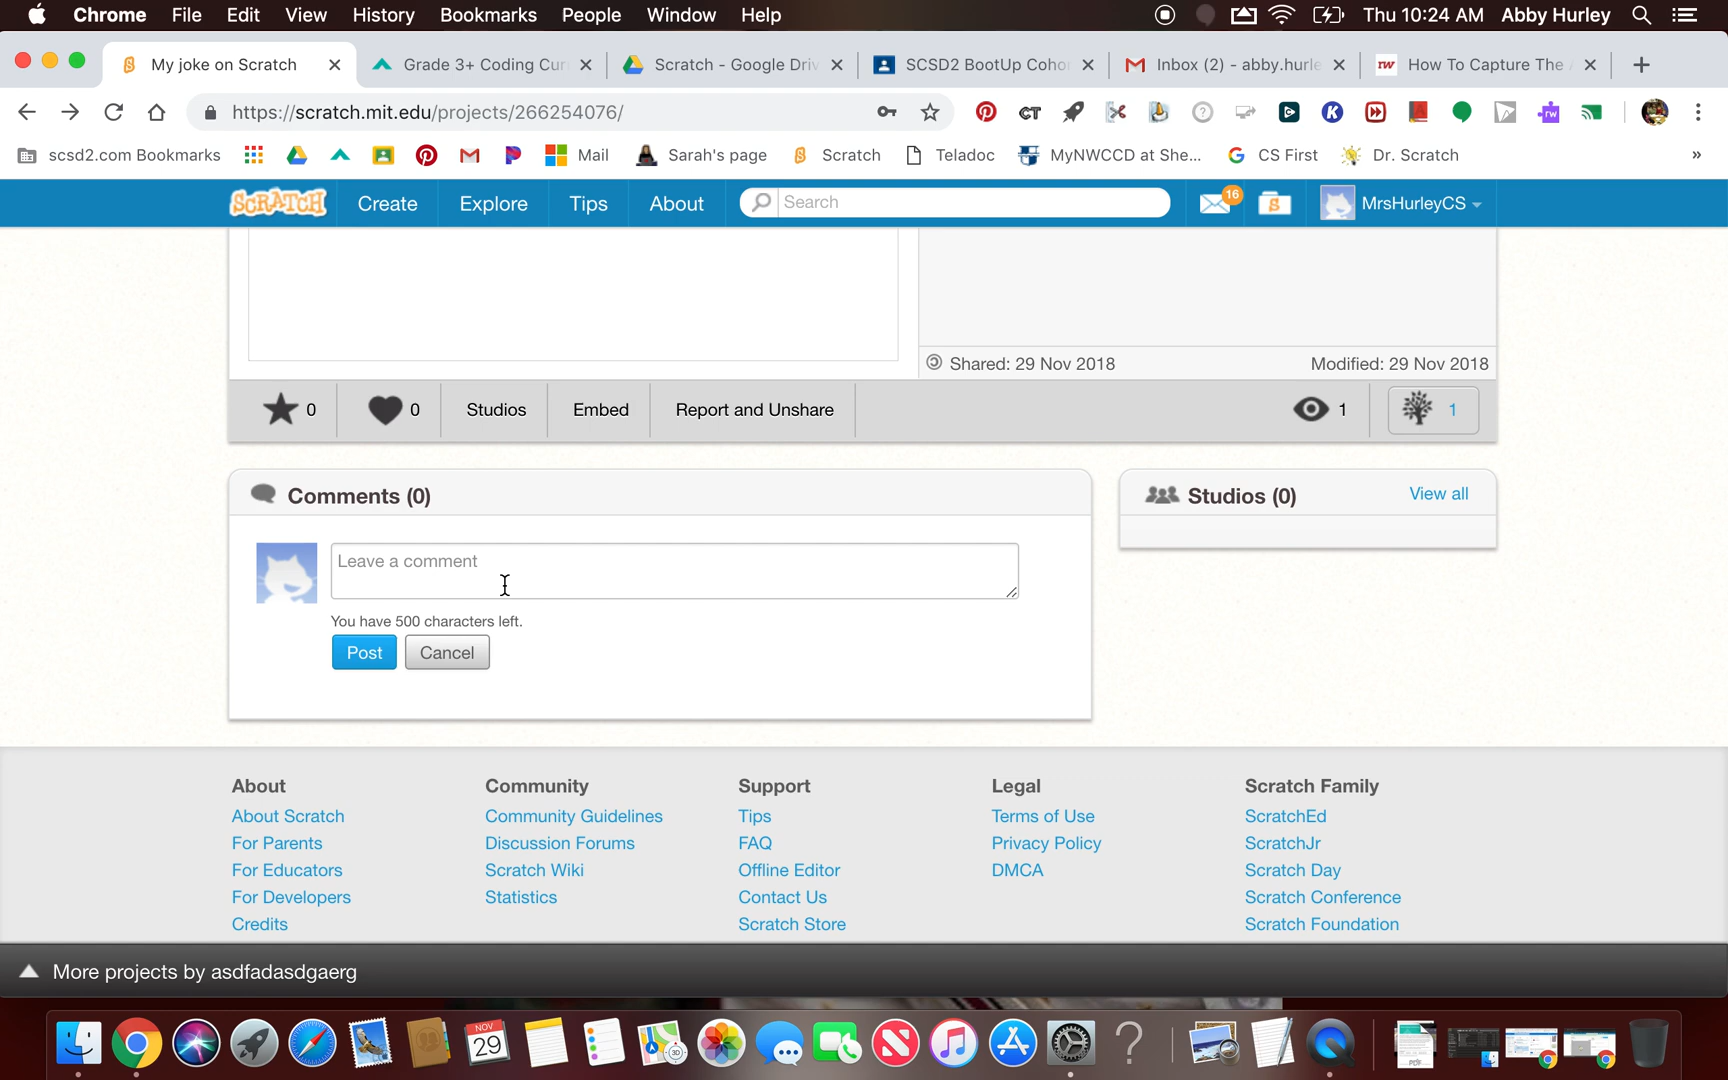 Chrome File Edit View History Bookmarks People Window Help Thu 10:24 AM Abby Hurley
My joke on Scratch Grade 3+ Coding Cur Scratch - Google Driv SCSD2 BootUp Coho Inbox (2) - abby.hurle How To Capture The
https://scratch.mit.edu/projects/266254076/
scsd2.com Bookmarks Mail Sarah's page Scratch Teladoc MyNWCCD at She... CS First Dr. Scratch »
SCRATCH Create Explore Tips About Search 16 MrsHurleyCS
Shared: 29 Nov 2018 Modified: 29 Nov 2018
0 0 Studios Embed Report and Unshare 1 1
Comments (0) Studios (0) View all
Leave a comment
You have 500 characters left.
Post Cancel
About Community Support Legal Scratch Family
About Scratch Community Guidelines Tips Terms of Use ScratchEd
For Parents Discussion Forums FAQ Privacy Policy ScratchJr
For Educators Scratch Wiki Offline Editor DMCA Scratch Day
For Developers Statistics Contact Us Scratch Conference
Credits Scratch Store Scratch Foundation
More projects by asdfadasdgaerg
NOV
29
3D
PDF